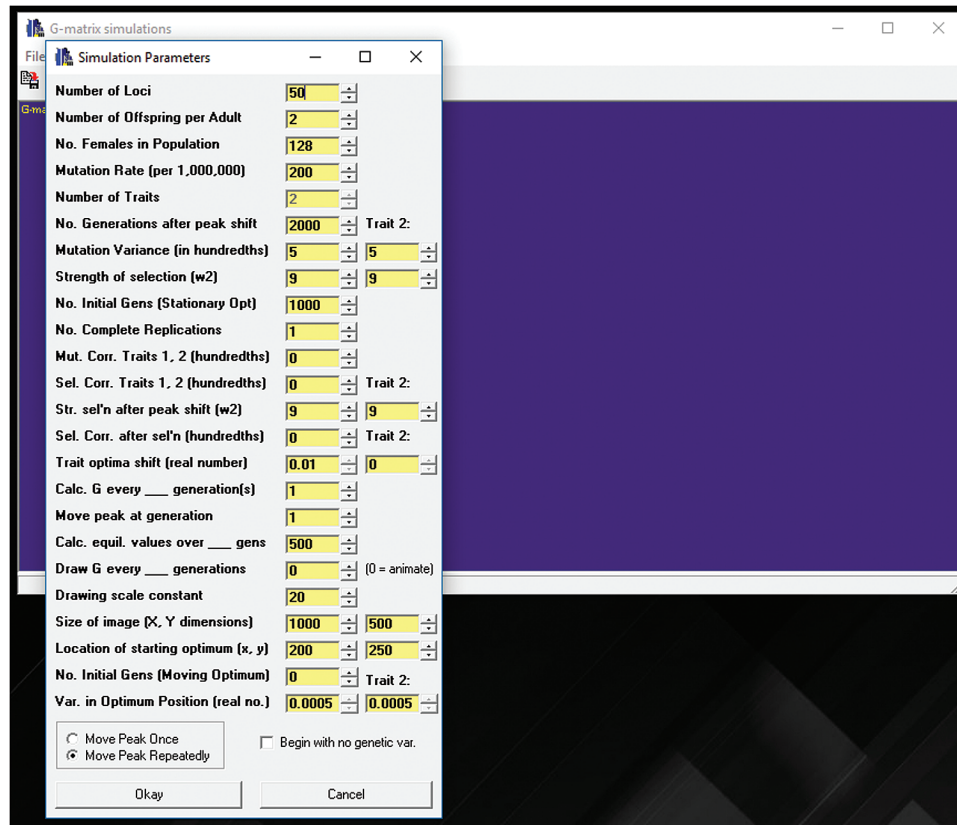 G-matrix simulations
File
Simulation Parameters
G-ma
Number of Loci 50
Number of Offspring per Adult 2
No. Females in Population 128
Mutation Rate (per 1,000,000) 200
Number of Traits 2
No. Generations after peak shift 2000 Trait 2:
Mutation Variance (in hundredths) 5 5
Strength of selection (w2) 9 9
No. Initial Gens (Stationary Opt) 1000
No. Complete Replications 1
Mut. Corr. Traits 1, 2 (hundredths) 0
Sel. Corr. Traits 1, 2 (hundredths) 0 Trait 2:
Str. sel'n after peak shift (w2) 9 9
Sel. Corr. after sel'n (hundredths) 0 Trait 2:
Trait optima shift (real number) 0.01 0
Calc. G every ___ generation(s) 1
Move peak at generation 1
Calc. equil. values over ___ gens 500
Draw G every ___ generations 0 (0 = animate)
Drawing scale constant 20
Size of image (X, Y dimensions) 1000 500
Location of starting optimum (x, y) 200 250
No. Initial Gens (Moving Optimum) 0 Trait 2:
Var. in Optimum Position (real no.) 0.0005 0.0005
Move Peak Once
Move Peak Repeatedly
Begin with no genetic var.
Okay Cancel